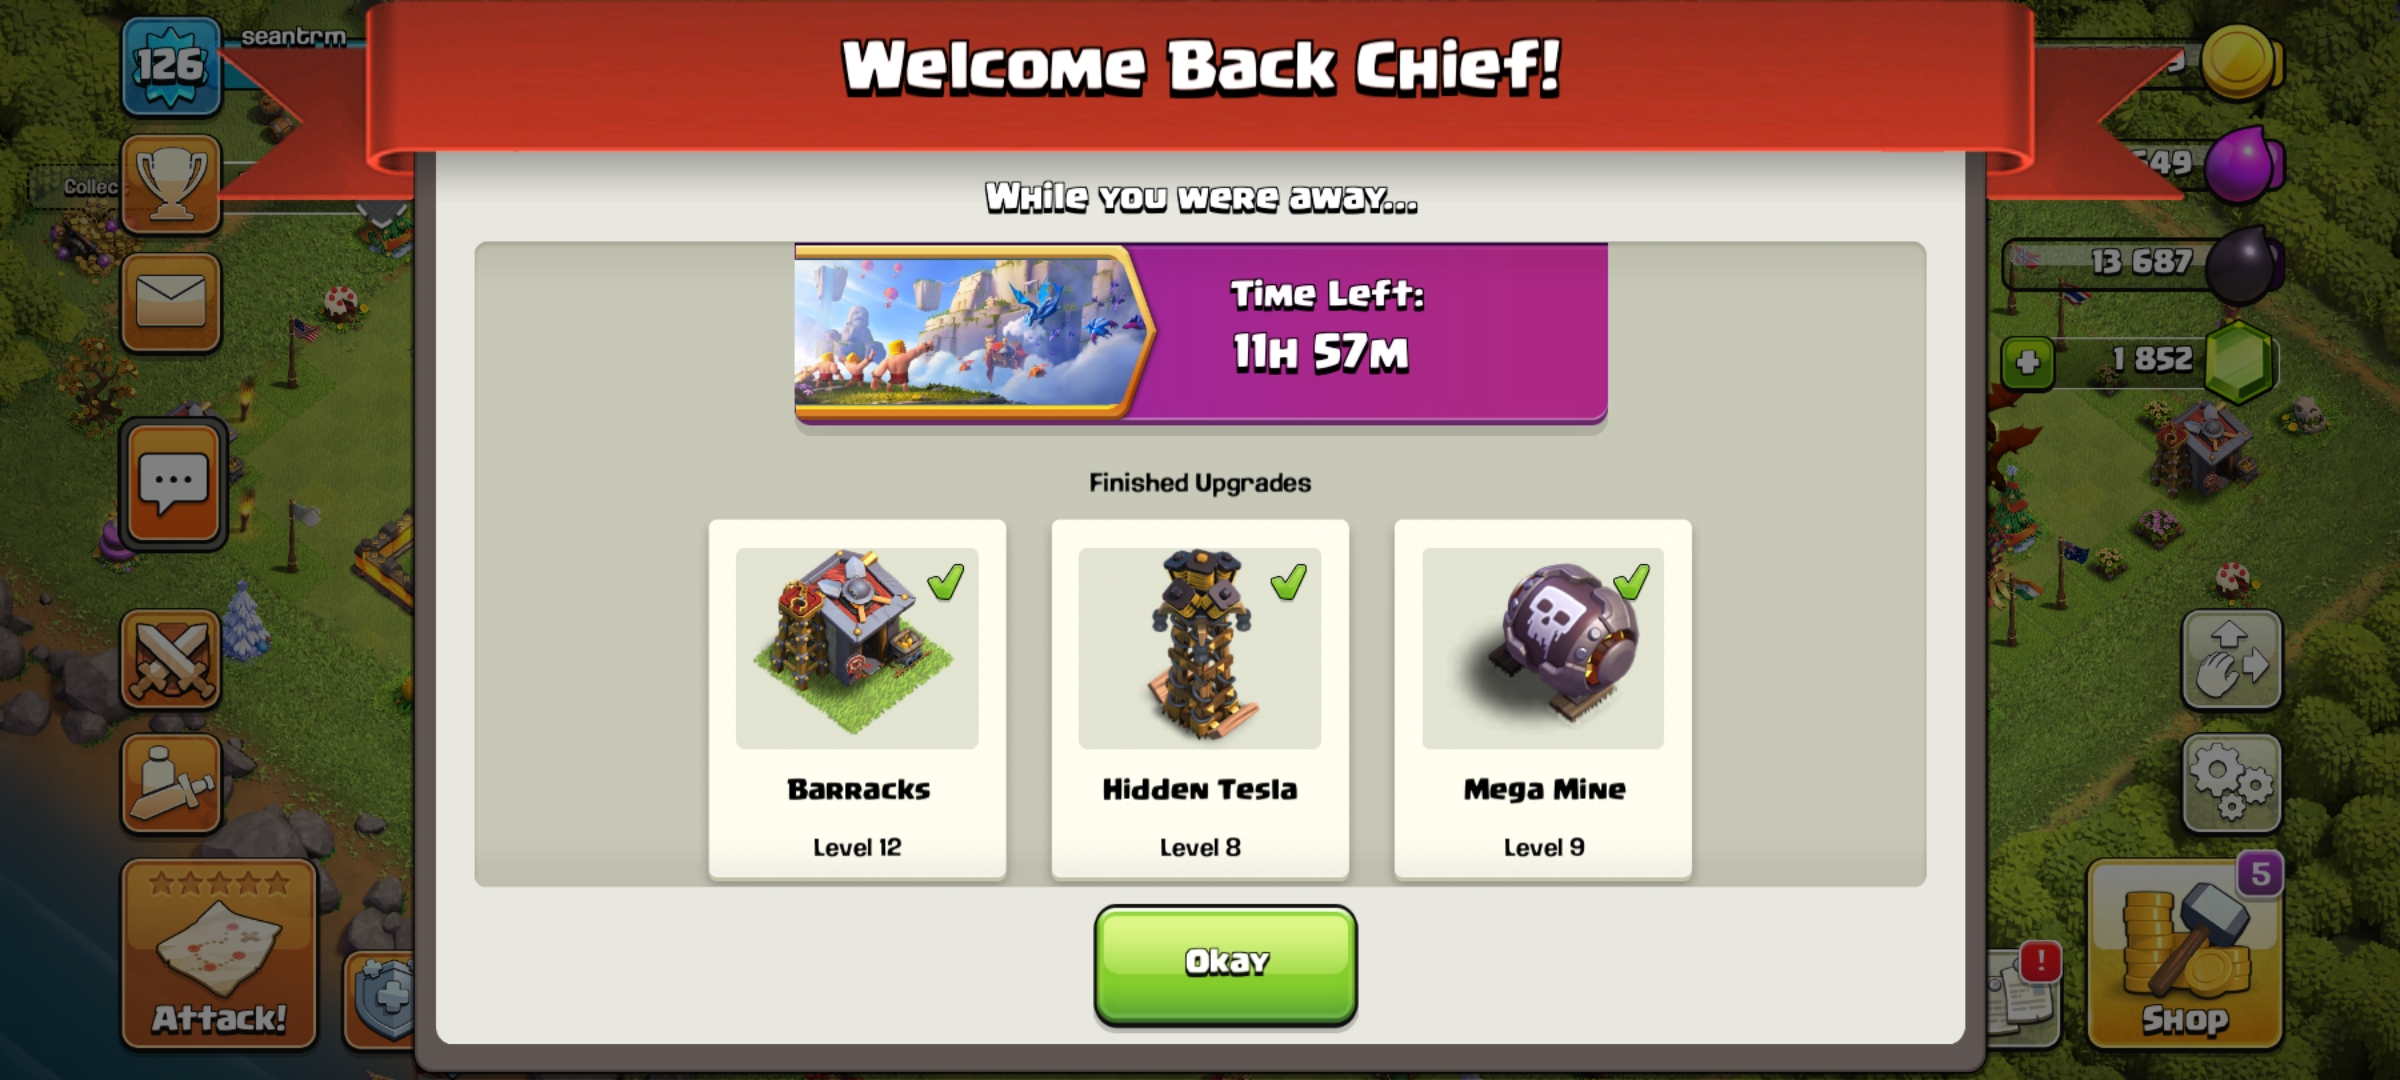 126
seantrm
Welcome Back Chief!
While you were away...
Collec
Time Left:
11H 57M
649
13 687
1 852
Finished Upgrades
Barracks
Level 12
Hidden Tesla
Level 8
Mega Mine
Level 9
Okay
Attack!
5
!
Shop